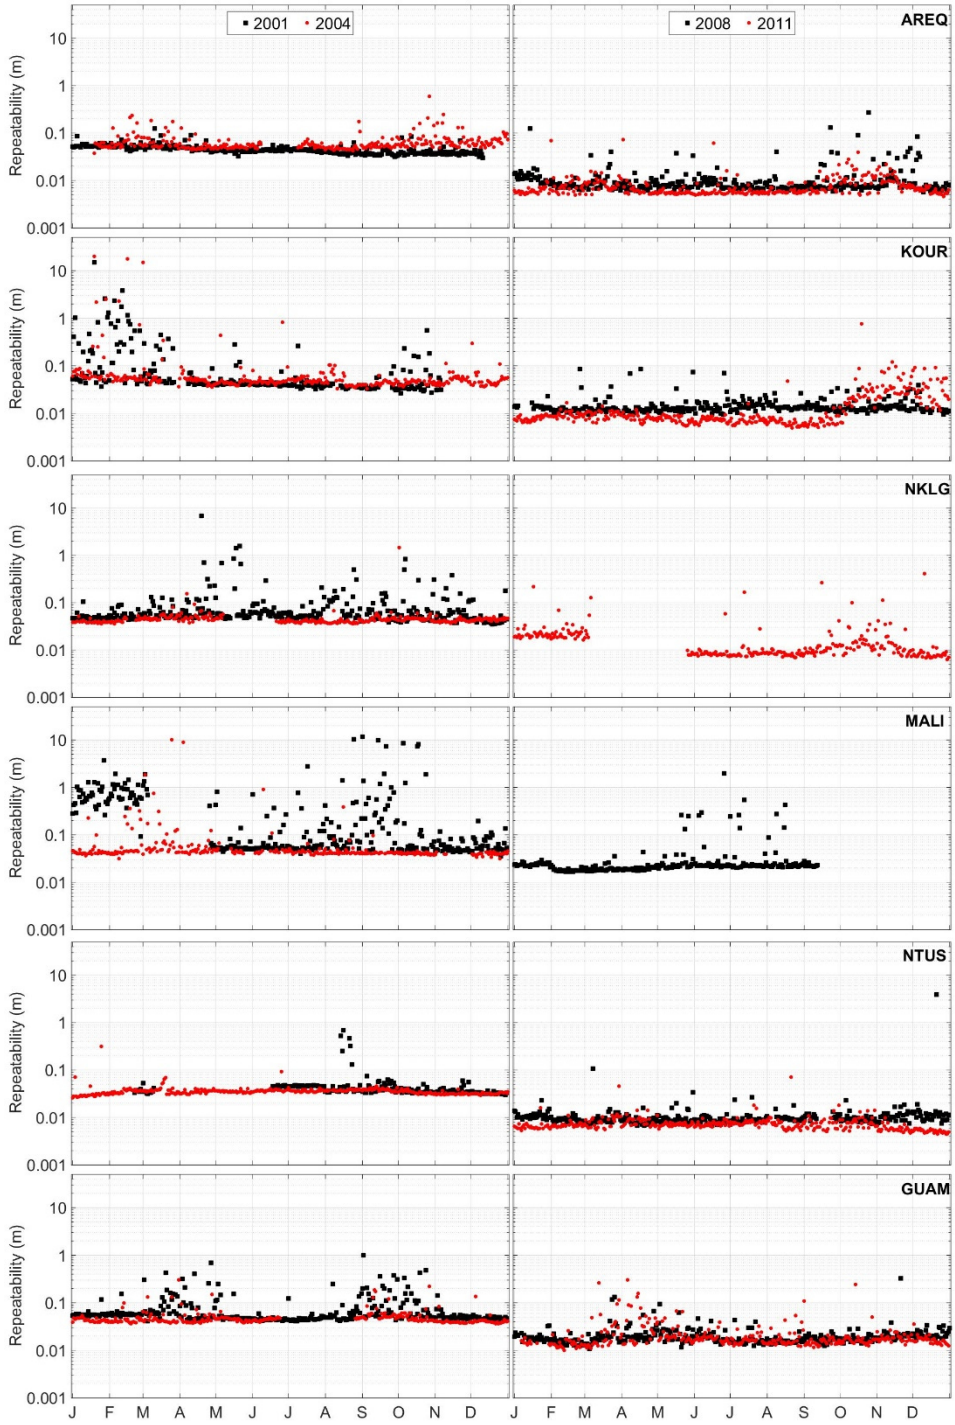 2001 2004
2008 2011
AREQ
Repeatability (m)
10
1
0.1
0.01
0.001
KOUR
Repeatability (m)
10
1
0.1
0.01
0.001
NKLG
Repeatability (m)
10
1
0.1
0.01
0.001
MALI
Repeatability (m)
10
1
0.1
0.01
0.001
NTUS
Repeatability (m)
10
1
0.1
0.01
0.001
GUAM
Repeatability (m)
10
1
0.1
0.01
0.001
J F M A M J J A S O N D
J F M A M J J A S O N D